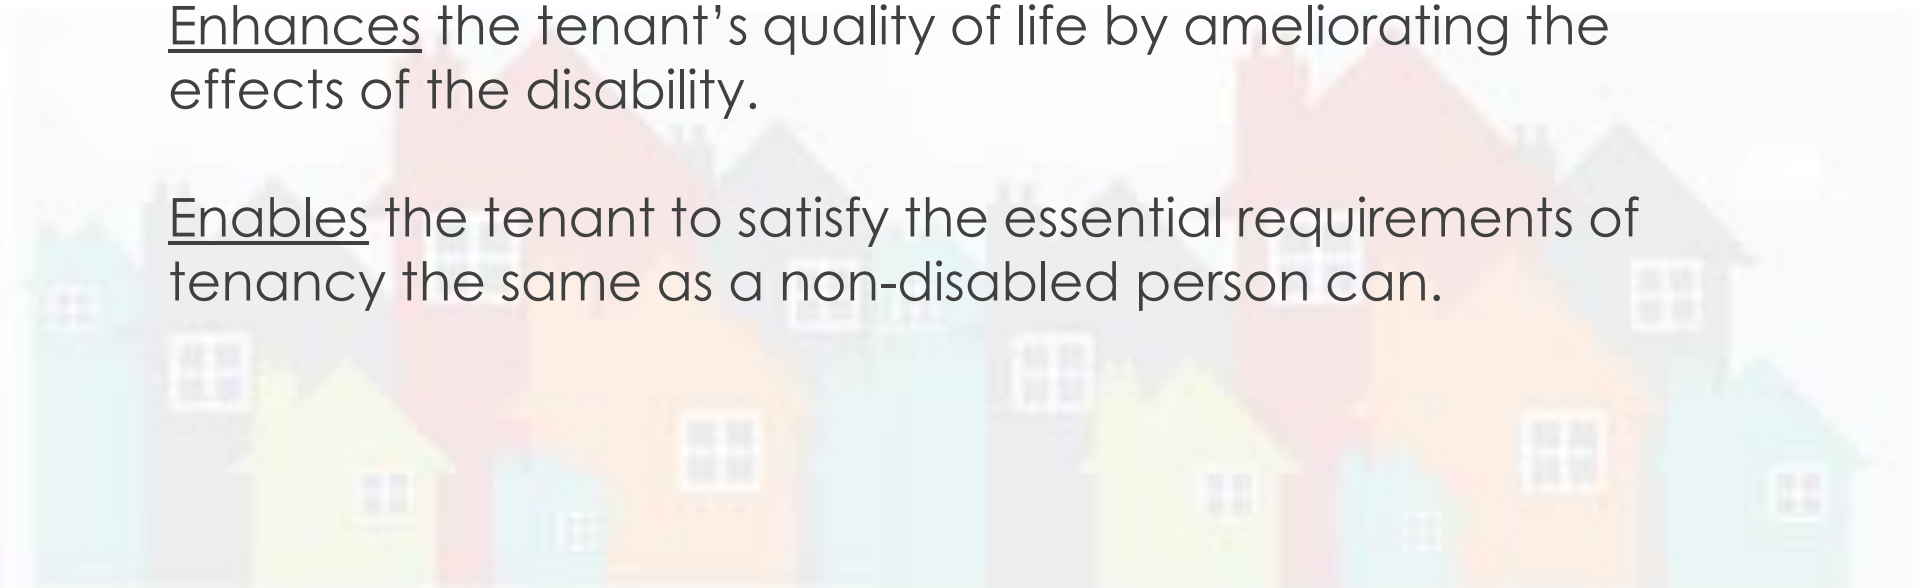 Enhances the tenant’s quality of life by ameliorating the
effects of the disability.
Enables the tenant to satisfy the essential requirements of
tenancy the same as a non-disabled person can.